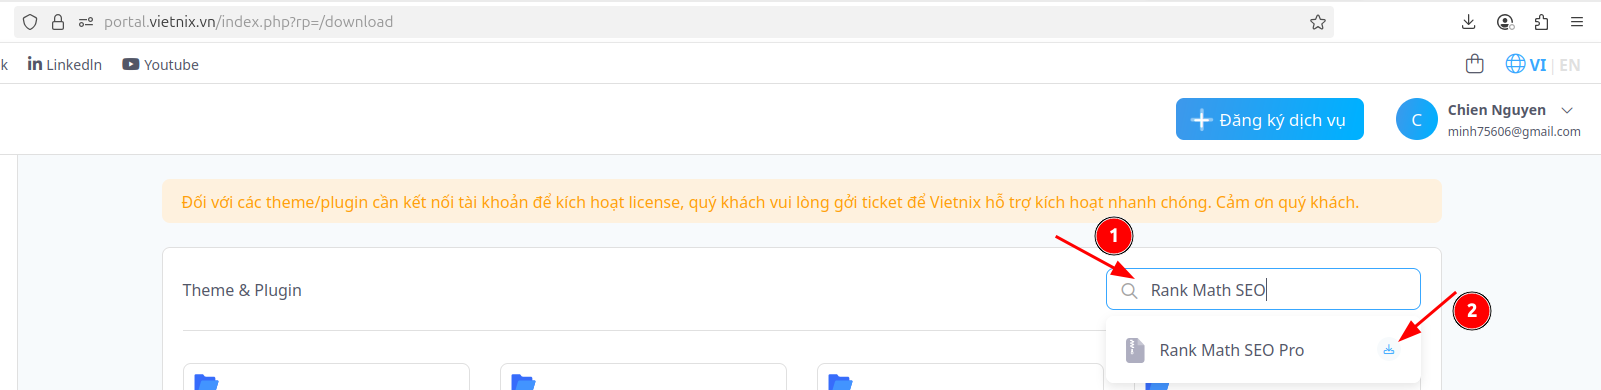 portal.vietnix.vn/index.php?rp=/download
k LinkedIn Youtube VI | EN
Đăng ký dịch vụ
C
Chien Nguyen
minh75606@gmail.com
Đối với các theme/plugin cần kết nối tài khoản để kích hoạt license, quý khách vui lòng gởi ticket để Vietnix hỗ trợ kích hoạt nhanh chóng. Cảm ơn quý khách.
1
Theme & Plugin
Rank Math SEO
2
Rank Math SEO Pro